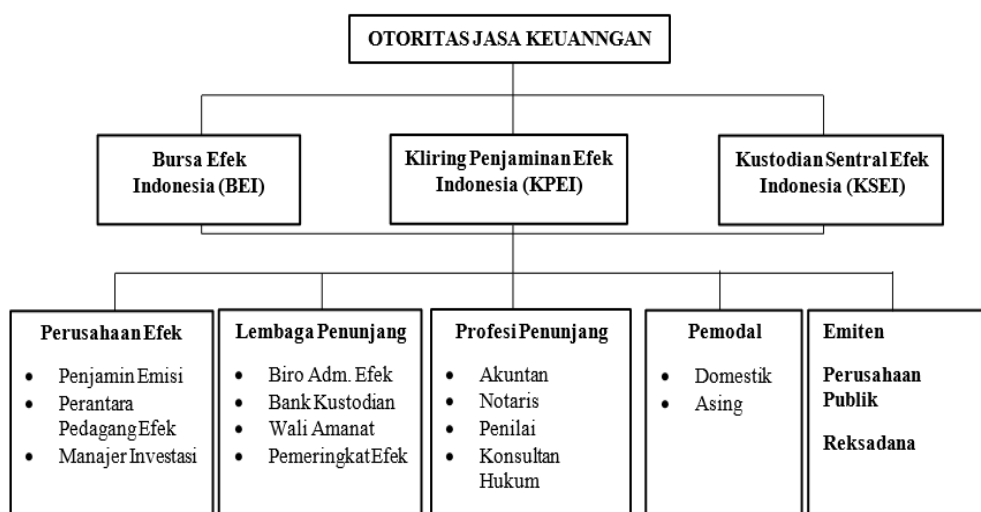 OTORITAS JASA KEUANNGAN
Bursa Efek
Indonesia (BEI)
Kliring Penjaminan Efek
Indonesia (KPEI)
Kustodian Sentral Efek
Indonesia (KSEI)
Perusahaan Efek
• Penjamin Emisi
• Perantara
Pedagang Efek
• Manajer Investasi
Lembaga Penunjang
• Biro Adm. Efek
• Bank Kustodian
• Wali Amanat
• Pemeringkat Efek
Profesi Penunjang
• Akuntan
• Notaris
• Penilai
• Konsultan
Hukum
Pemodal
• Domestik
• Asing
Emiten
Perusahaan
Publik
Reksadana